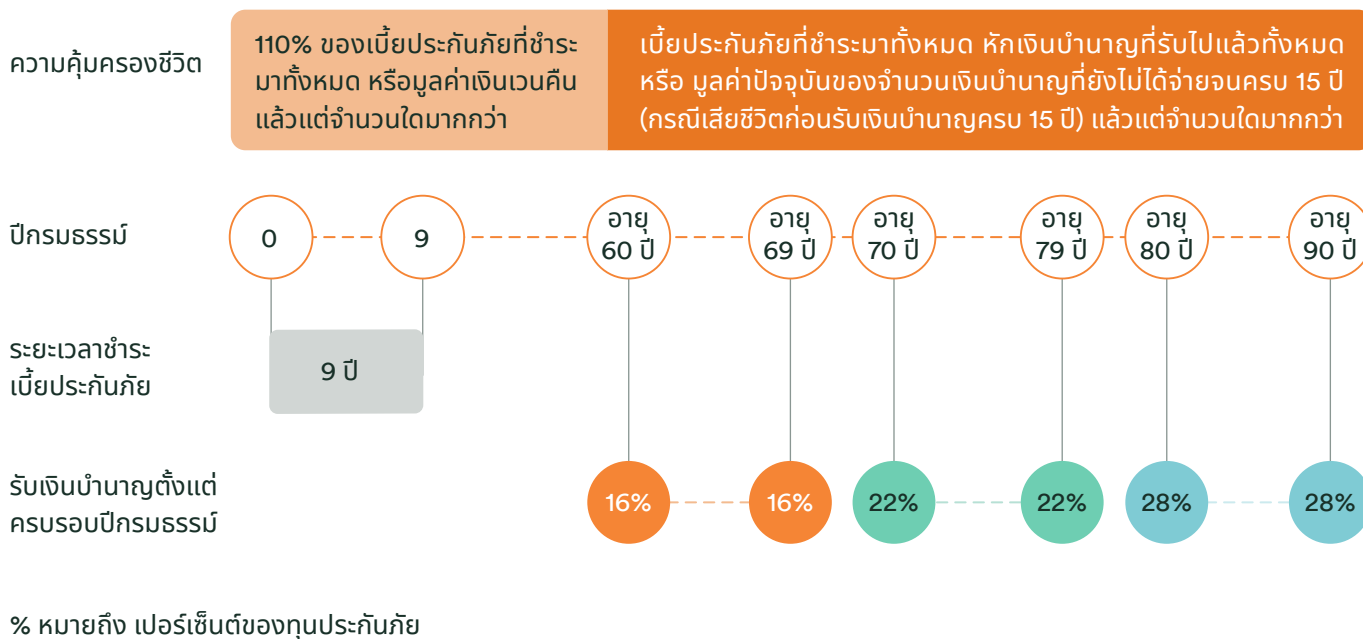 ความคุ้มครองชีวิต
110% ของเบี้ยประกันภัยที่ชำระ
มาทั้งหมด หรือมูลค่าเงินเวนคืน
แล้วแต่จำนวนใดมากกว่า
เบี้ยประกันภัยที่ชำระมาทั้งหมด หักเงินบำนาญที่รับไปแล้วทั้งหมด
หรือ มูลค่าปัจจุบันของจำนวนเงินบำนาญที่ยังไม่ได้จ่ายจนครบ 15 ปี
(กรณีเสียชีวิตก่อนรับเงินบำนาญครบ 15 ปี) แล้วแต่จำนวนใดมากกว่า
ปีกรมธรรม์
0
9
อายุ
60 ปี
อายุ
69 ปี
อายุ
70 ปี
อายุ
79 ปี
อายุ
80 ปี
อายุ
90 ปี
ระยะเวลาชำระ
เบี้ยประกันภัย
9 ปี
รับเงินบำนาญตั้งแต่
ครบรอบปีกรมธรรม์
16%
16%
22%
22%
28%
28%
% หมายถึง เปอร์เซ็นต์ของทุนประกันภัย